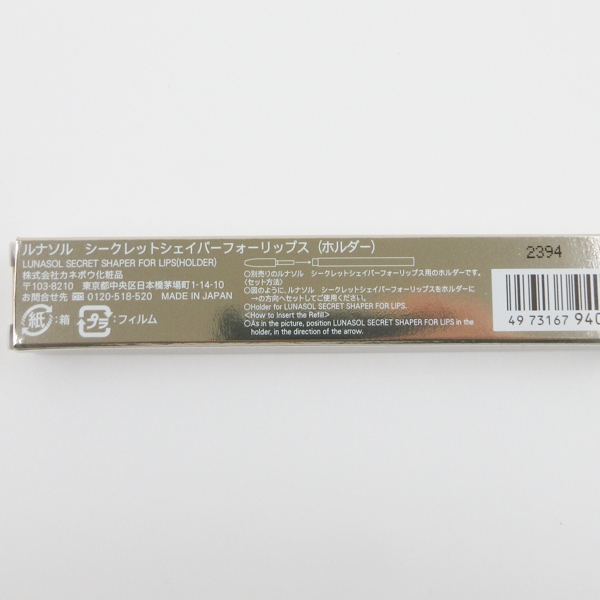 ルナソル シークレットシェイパーフォーリップス (ホルダー)
LUNASOL SECRET SHAPER FOR LIPS(HOLDER)
株式会社カネボウ化粧品
〒103-8210 東京都中央区日本橋茅場町1-14-10
お問合せ先 0120-518-520 MADE IN JAPAN
紙:箱 プラ:フィルム
○別売りのルナソル シークレットシェイパーフォーリップス用のホルダーです。
〈セット方法〉
○図のように、ルナソル シークレットシェイパーフォーリップスをホルダーに
→の方向へセットしてご使用ください。
○Holder for LUNASOL SECRET SHAPER FOR LIPS.
<How to Insert the Refill>
○As in the picture, position LUNASOL SECRET SHAPER FOR LIPS in the
holder, in the direction of the arrow.
2394
4973167940